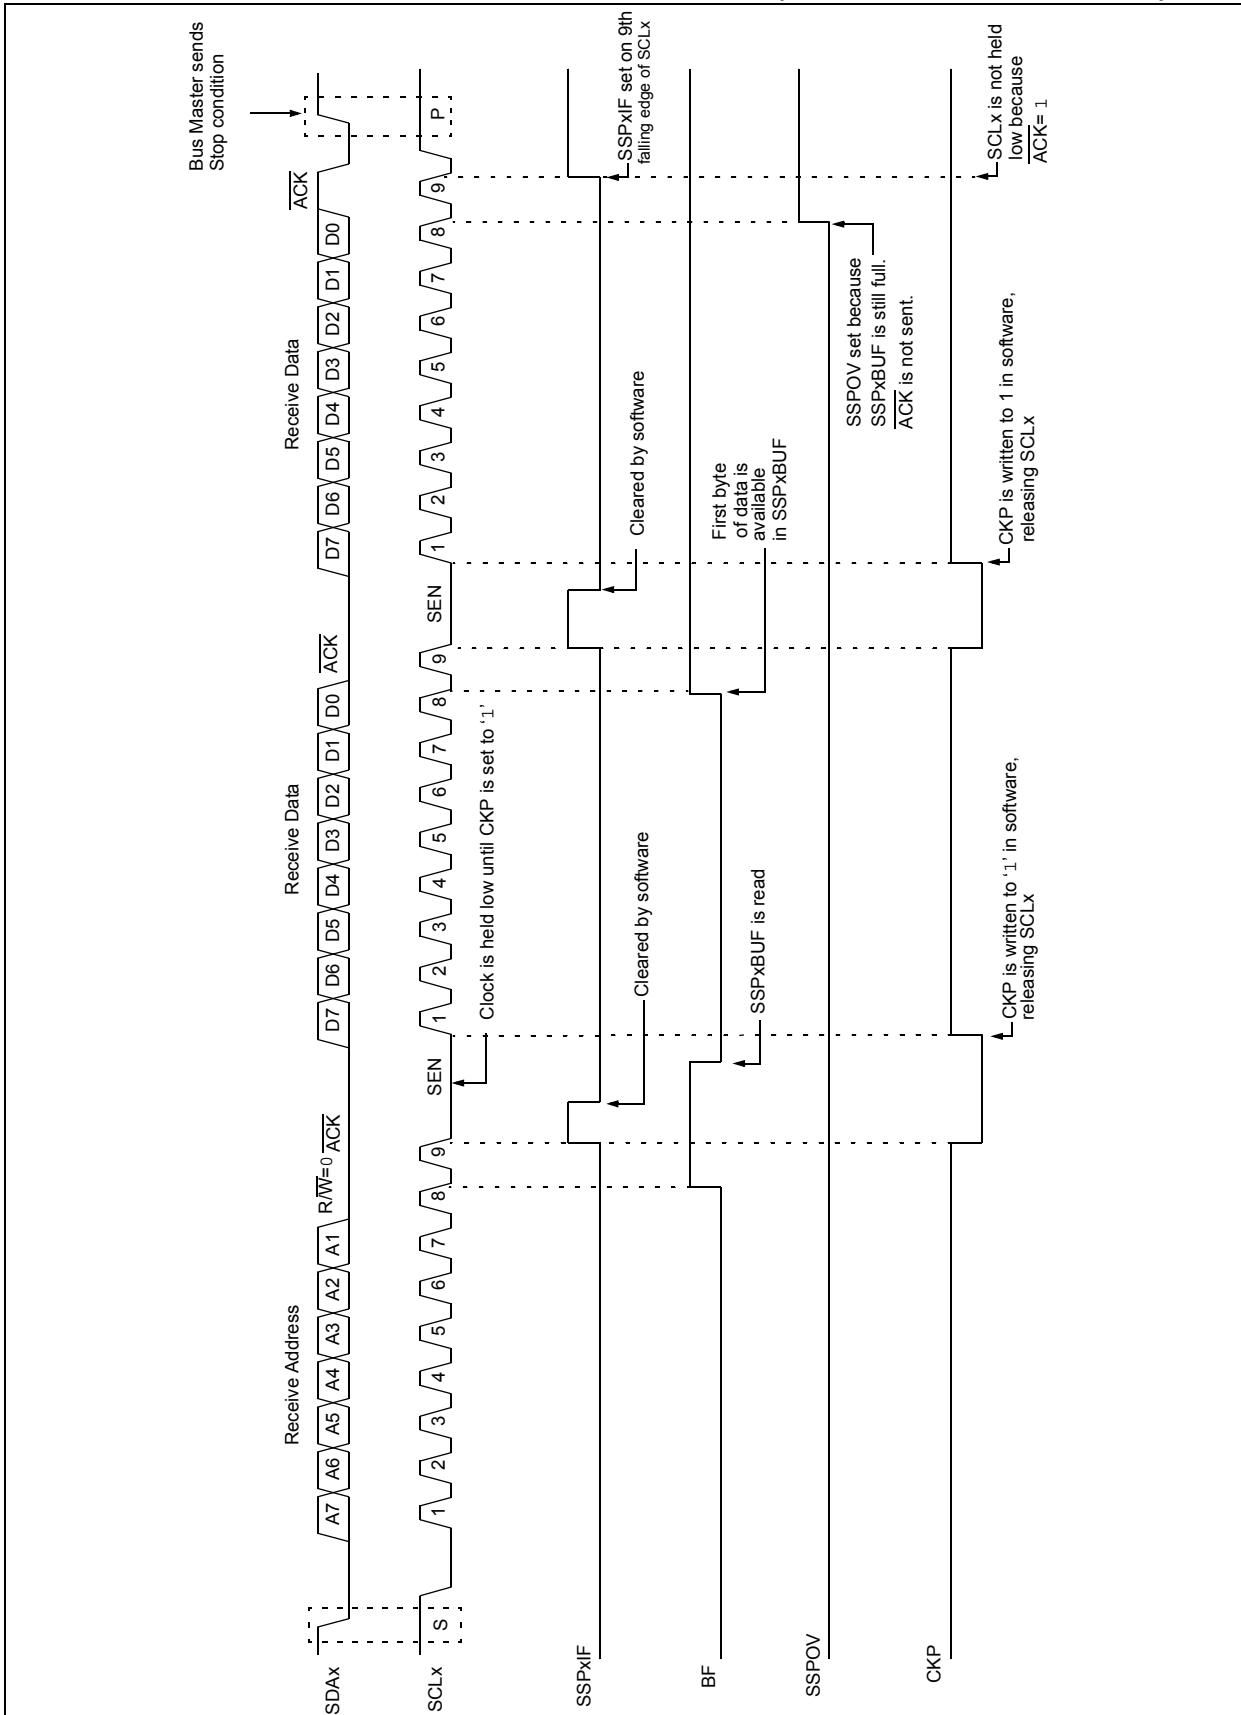 Bus Master sends
Stop condition
Receive Address
Receive Data
Receive Data
SDAx
A7 A6 A5 A4 A3 A2 A1 R/W=0 ACK D7 D6 D5 D4 D3 D2 D1 D0 ACK D7 D6 D5 D4 D3 D2 D1 D0 ACK
SCLx
S 1 2 3 4 5 6 7 8 9 SEN 1 2 3 4 5 6 7 8 9 SEN 1 2 3 4 5 6 7 8 9 P
Clock is held low until CKP is set to ‘1’
SSPxIF
Cleared by software
Cleared by software
SSPxIF set on 9th
falling edge of SCLx
BF
SSPxBUF is read
First byte
of data is
available
in SSPxBUF
SSPOV
SSPOV set because
SSPxBUF is still full.
ACK is not sent.
CKP
CKP is written to ‘1’ in software,
releasing SCLx
CKP is written to 1 in software,
releasing SCLx
SCLx is not held
low because
ACK= 1